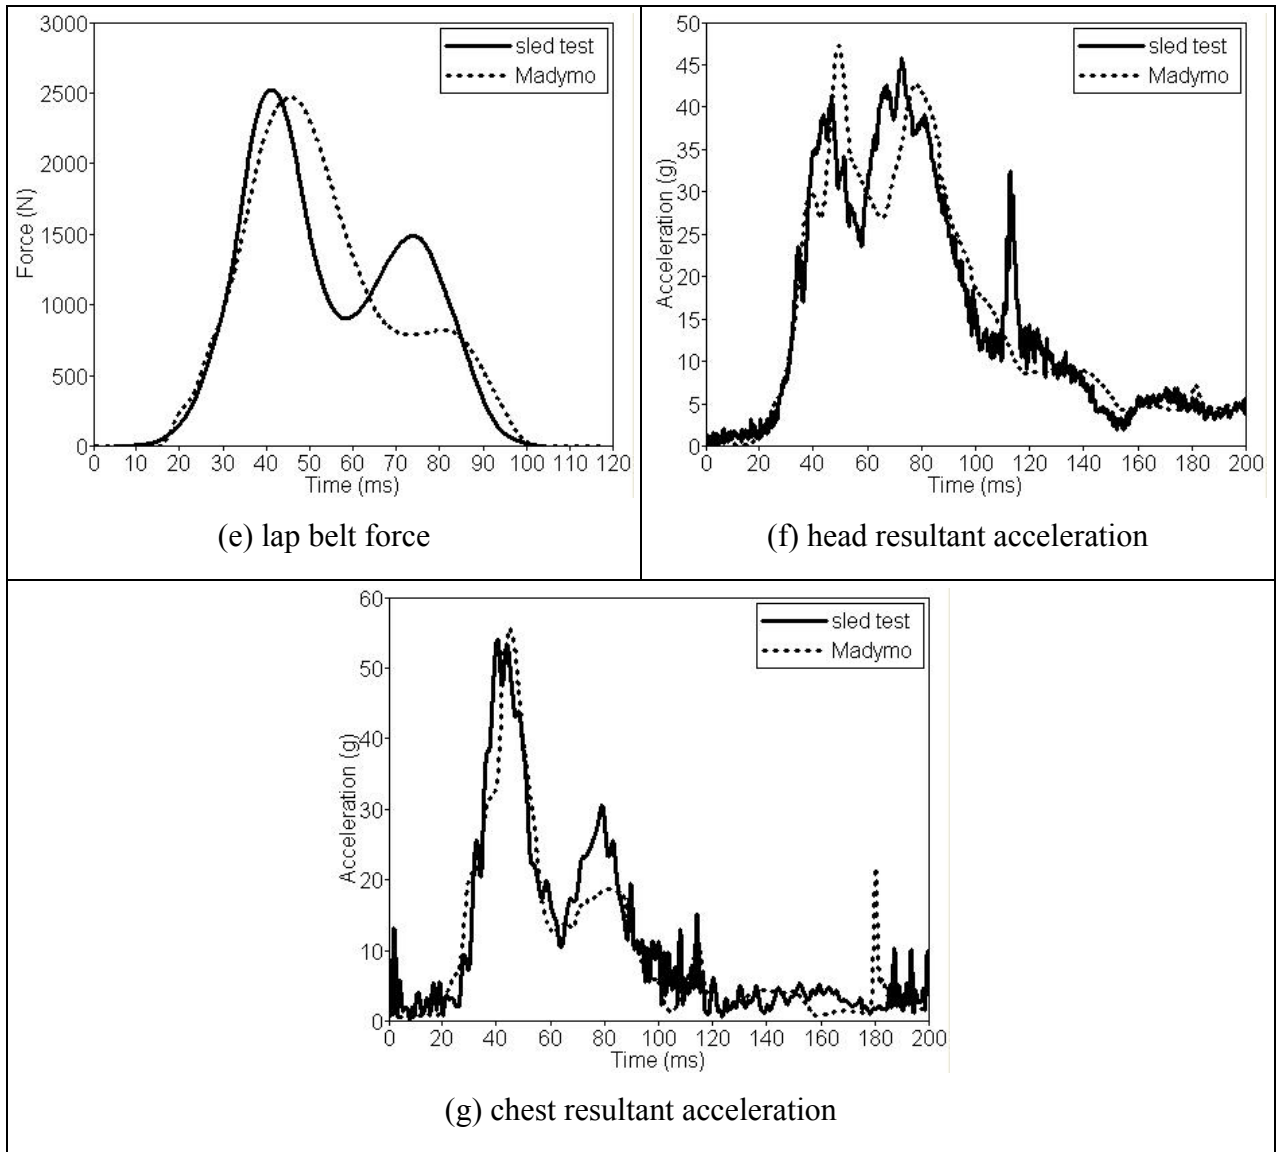 3000
2500
2000
1500
1000
500
0
Force (N)
sled test
Madymo
0 10 20 30 40 50 60 70 80 90 100 110 120
Time (ms)
(e) lap belt force
50
45
40
35
30
25
20
15
10
5
0
Acceleration (g)
sled test
Madymo
0 20 40 60 80 100 120 140 160 180 200
Time (ms)
(f) head resultant acceleration
60
50
40
30
20
10
0
Acceleration (g)
sled test
Madymo
0 20 40 60 80 100 120 140 160 180 200
Time (ms)
(g) chest resultant acceleration